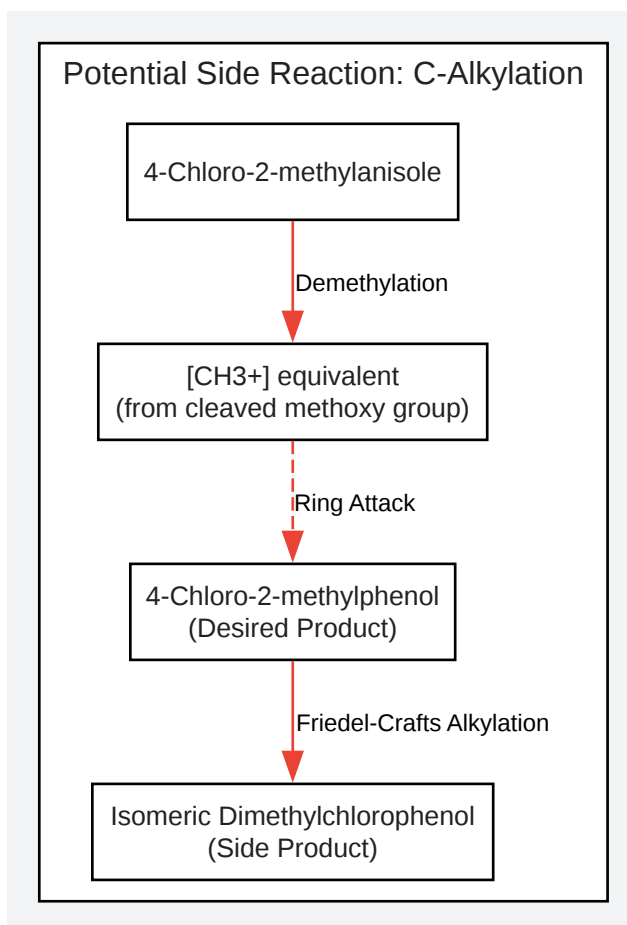 Potential Side Reaction: C-Alkylation
4-Chloro-2-methylanisole
Demethylation
[CH3+] equivalent
(from cleaved methoxy group)
Ring Attack
4-Chloro-2-methylphenol
(Desired Product)
Friedel-Crafts Alkylation
Isomeric Dimethylchlorophenol
(Side Product)